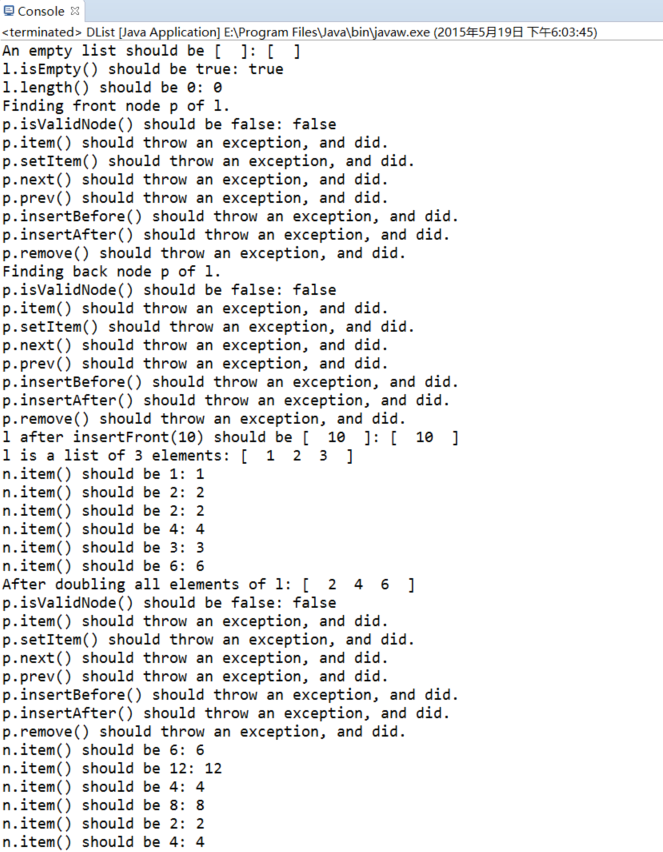 Console
<terminated> DList [Java Application] E:\Program Files\Java\bin\javaw.exe (2015年5月19日 下午6:03:45)
An empty list should be [  ]: [  ]
l.isEmpty() should be true: true
l.length() should be 0: 0
Finding front node p of l.
p.isValidNode() should be false: false
p.item() should throw an exception, and did.
p.setItem() should throw an exception, and did.
p.next() should throw an exception, and did.
p.prev() should throw an exception, and did.
p.insertBefore() should throw an exception, and did.
p.insertAfter() should throw an exception, and did.
p.remove() should throw an exception, and did.
Finding back node p of l.
p.isValidNode() should be false: false
p.item() should throw an exception, and did.
p.setItem() should throw an exception, and did.
p.next() should throw an exception, and did.
p.prev() should throw an exception, and did.
p.insertBefore() should throw an exception, and did.
p.insertAfter() should throw an exception, and did.
p.remove() should throw an exception, and did.
l after insertFront(10) should be [  10  ]: [  10  ]
l is a list of 3 elements: [  1  2  3  ]
n.item() should be 1: 1
n.item() should be 2: 2
n.item() should be 2: 2
n.item() should be 4: 4
n.item() should be 3: 3
n.item() should be 6: 6
After doubling all elements of l: [  2  4  6  ]
p.isValidNode() should be false: false
p.item() should throw an exception, and did.
p.setItem() should throw an exception, and did.
p.next() should throw an exception, and did.
p.prev() should throw an exception, and did.
p.insertBefore() should throw an exception, and did.
p.insertAfter() should throw an exception, and did.
p.remove() should throw an exception, and did.
n.item() should be 6: 6
n.item() should be 12: 12
n.item() should be 4: 4
n.item() should be 8: 8
n.item() should be 2: 2
n.item() should be 4: 4